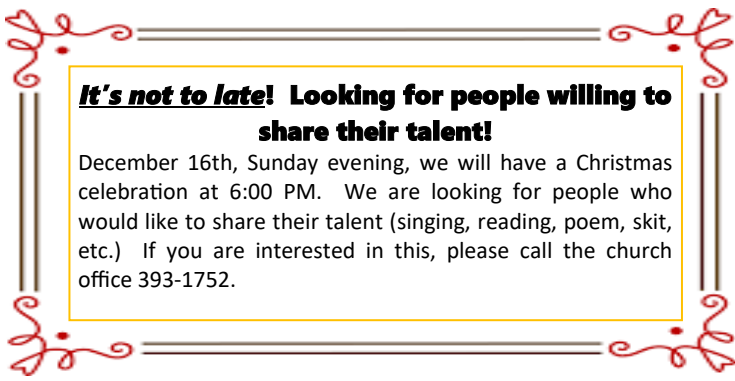 It's not to late!  Looking for people willing to
share their talent!
December 16th, Sunday evening, we will have a Christmas
celebration at 6:00 PM.  We are looking for people who
would like to share their talent (singing, reading, poem, skit,
etc.)  If you are interested in this, please call the church
office 393-1752.